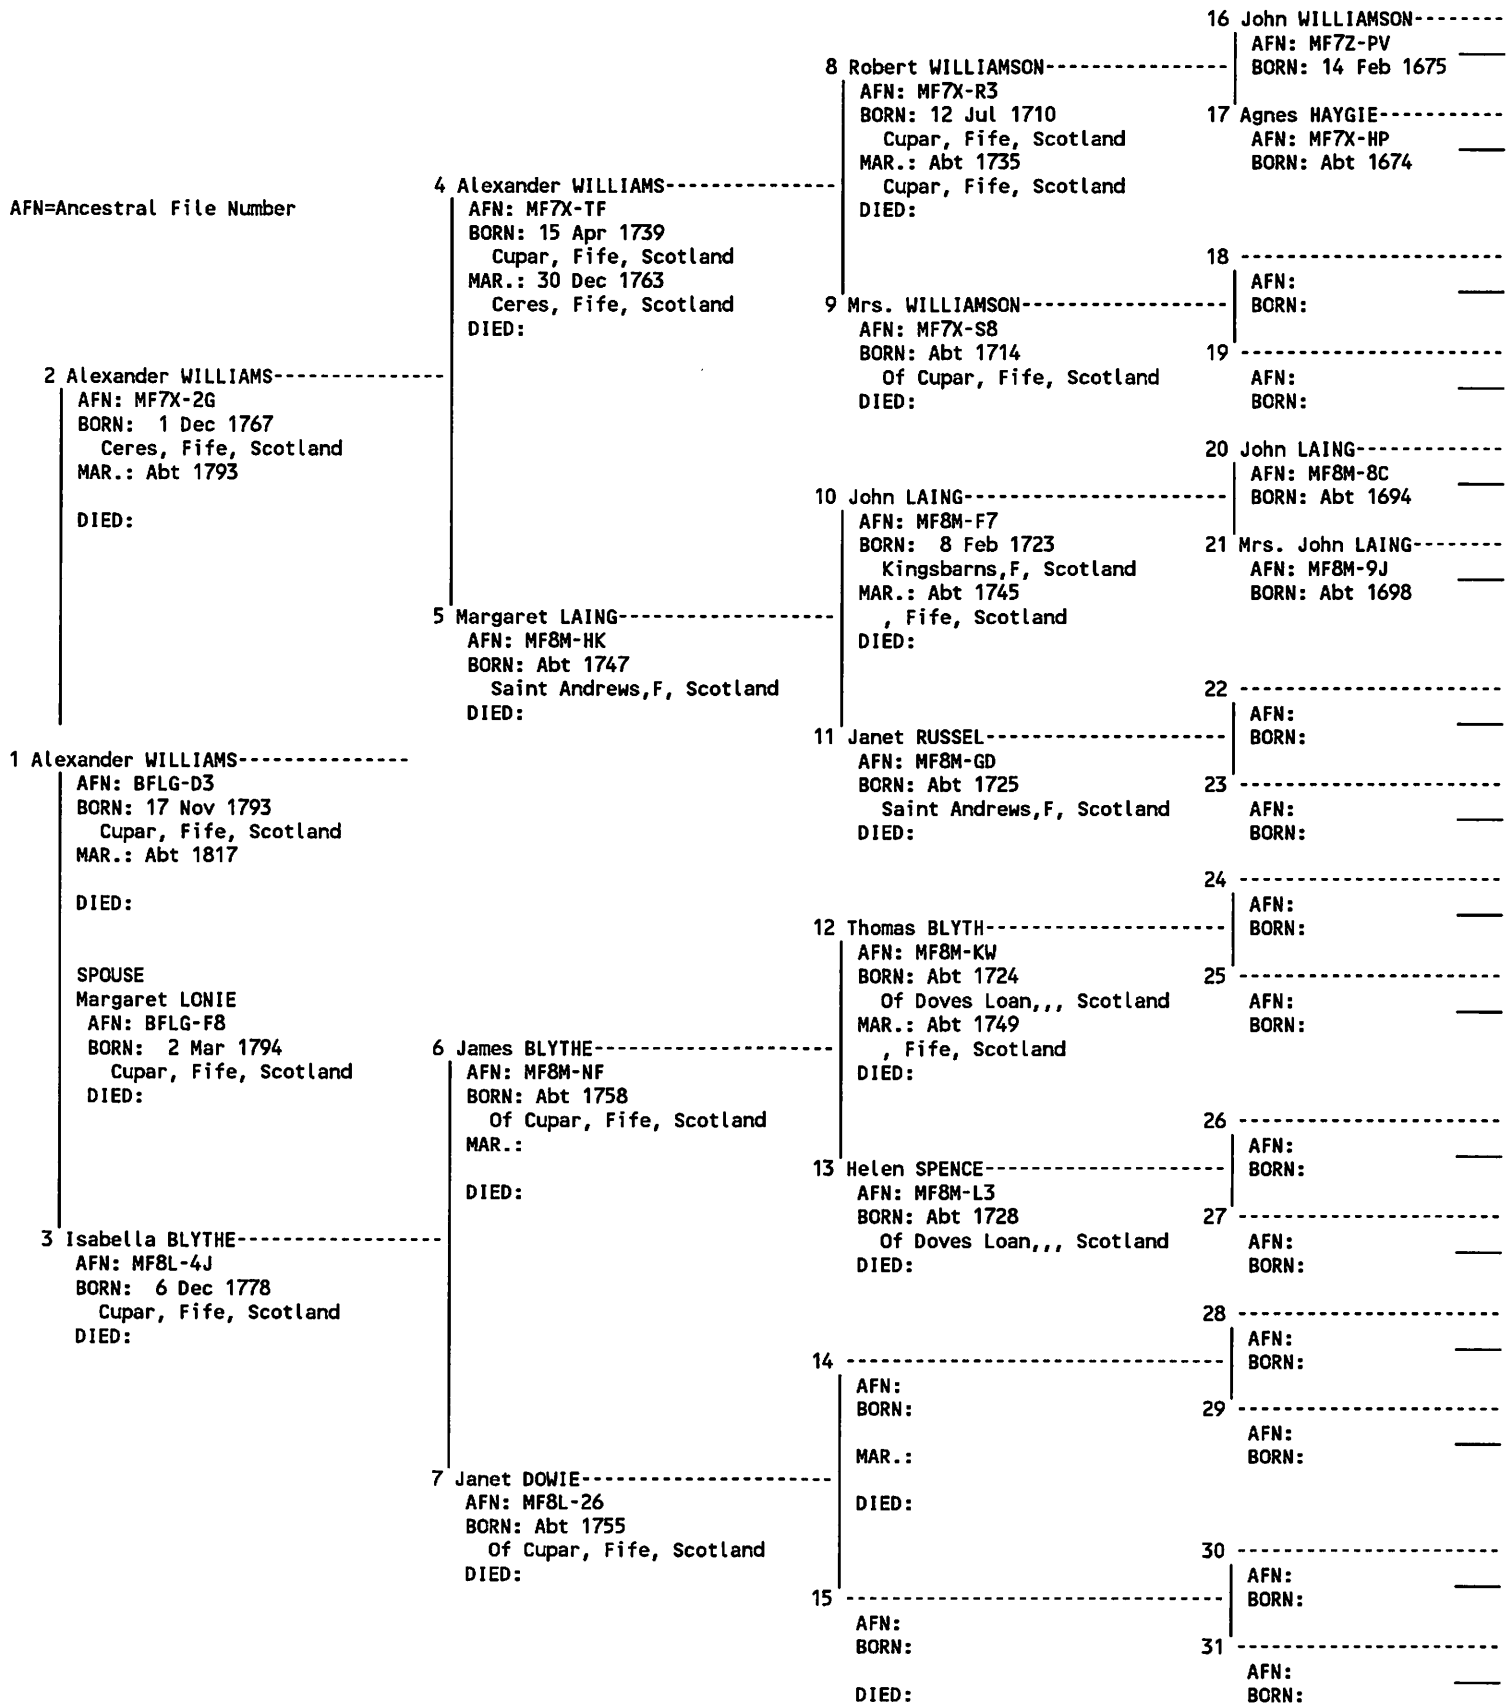 AFN=Ancestral File Number
1 Alexander WILLIAMS---------------
AFN: BFLG-D3
BORN: 17 Nov 1793
Cupar, Fife, Scotland
MAR.: Abt 1817
DIED:
SPOUSE
Margaret LONIE
AFN: BFLG-F8
BORN:  2 Mar 1794
Cupar, Fife, Scotland
DIED:
2 Alexander WILLIAMS---------------
AFN: MF7X-2G
BORN:  1 Dec 1767
Ceres, Fife, Scotland
MAR.: Abt 1793
DIED:
3 Isabella BLYTHE------------------
AFN: MF8L-4J
BORN:  6 Dec 1778
Cupar, Fife, Scotland
DIED:
4 Alexander WILLIAMS---------------
AFN: MF7X-TF
BORN: 15 Apr 1739
Cupar, Fife, Scotland
MAR.: 30 Dec 1763
Ceres, Fife, Scotland
DIED:
5 Margaret LAING-------------------
AFN: MF8M-HK
BORN: Abt 1747
Saint Andrews,F, Scotland
DIED:
6 James BLYTHE---------------------
AFN: MF8M-NF
BORN: Abt 1758
Of Cupar, Fife, Scotland
MAR.:
DIED:
7 Janet DOWIE----------------------
AFN: MF8L-26
BORN: Abt 1755
Of Cupar, Fife, Scotland
DIED:
8 Robert WILLIAMSON----------------
AFN: MF7X-R3
BORN: 12 Jul 1710
Cupar, Fife, Scotland
MAR.: Abt 1735
Cupar, Fife, Scotland
DIED:
9 Mrs. WILLIAMSON------------------
AFN: MF7X-S8
BORN: Abt 1714
Of Cupar, Fife, Scotland
DIED:
10 John LAING-----------------------
AFN: MF8M-F7
BORN:  8 Feb 1723
Kingsbarns,F, Scotland
MAR.: Abt 1745
, Fife, Scotland
DIED:
11 Janet RUSSEL---------------------
AFN: MF8M-GD
BORN: Abt 1725
Saint Andrews,F, Scotland
DIED:
12 Thomas BLYTH---------------------
AFN: MF8M-KW
BORN: Abt 1724
Of Doves Loan,,, Scotland
MAR.: Abt 1749
, Fife, Scotland
DIED:
13 Helen SPENCE---------------------
AFN: MF8M-L3
BORN: Abt 1728
Of Doves Loan,,, Scotland
DIED:
14 ---------------------------------
AFN:
BORN:
MAR.:
DIED:
15 ---------------------------------
AFN:
BORN:
DIED:
16 John WILLIAMSON--------
AFN: MF7Z-PV
BORN: 14 Feb 1675
17 Agnes HAYGIE-----------
AFN: MF7X-HP
BORN: Abt 1674
18 -----------------------
AFN:
BORN:
19 -----------------------
AFN:
BORN:
20 John LAING-------------
AFN: MF8M-8C
BORN: Abt 1694
21 Mrs. John LAING--------
AFN: MF8M-9J
BORN: Abt 1698
22 -----------------------
AFN:
BORN:
23 -----------------------
AFN:
BORN:
24 -----------------------
AFN:
BORN:
25 -----------------------
AFN:
BORN:
26 -----------------------
AFN:
BORN:
27 -----------------------
AFN:
BORN:
28 -----------------------
AFN:
BORN:
29 -----------------------
AFN:
BORN:
30 -----------------------
AFN:
BORN:
31 -----------------------
AFN:
BORN: